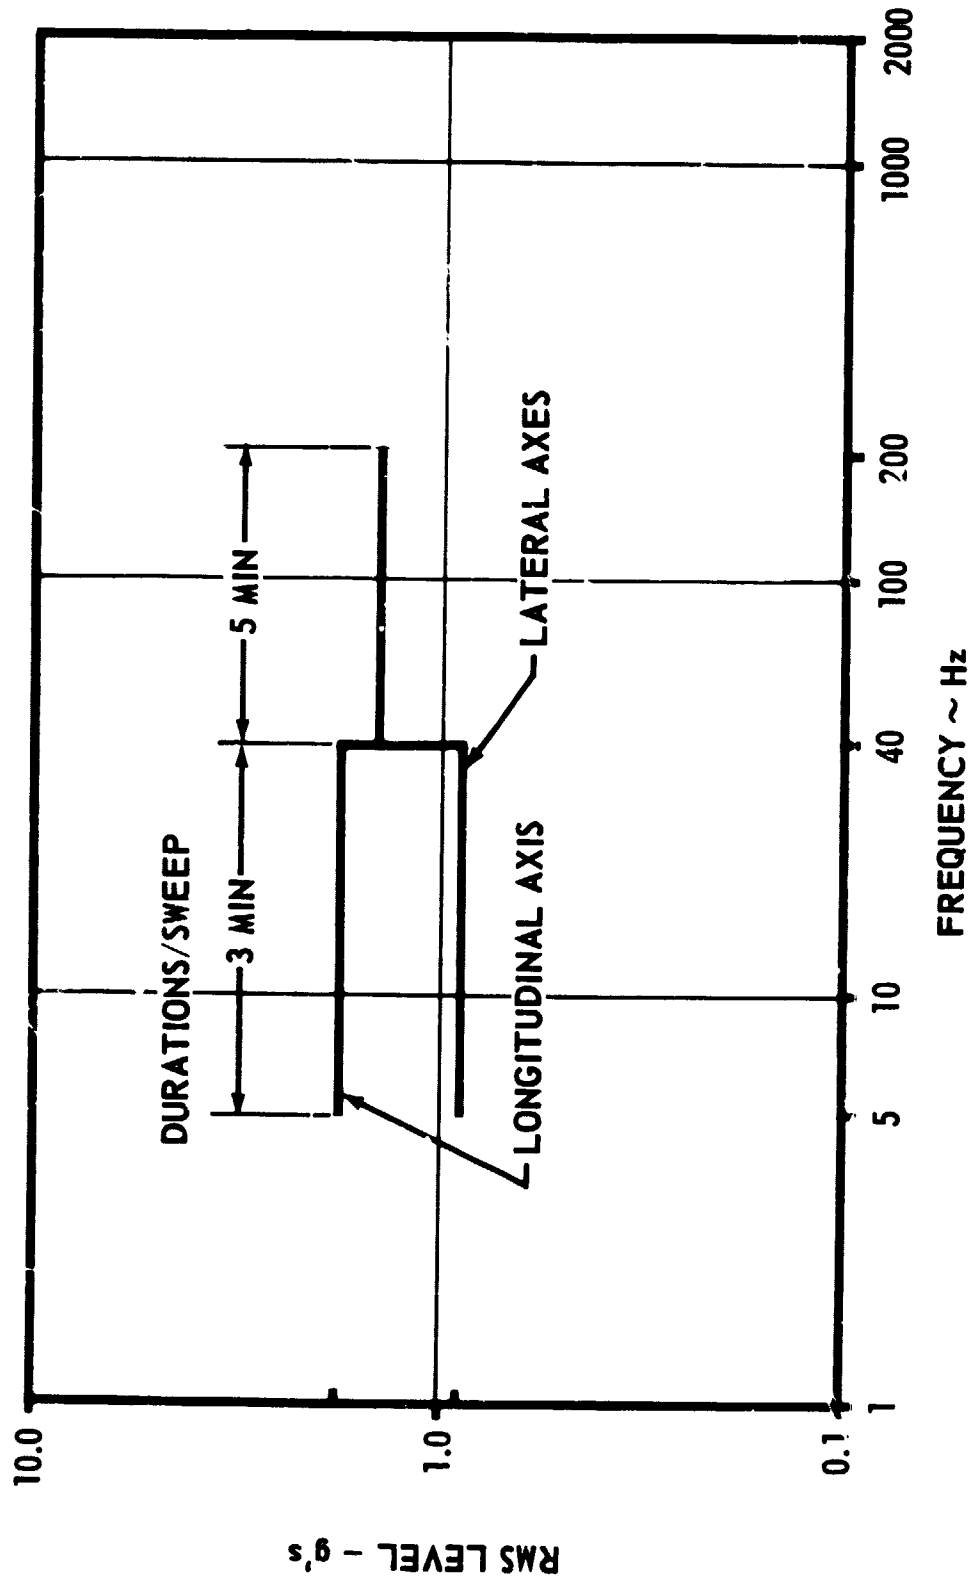 10.0
1.0
0.1
RMS LEVEL - g's
DURATIONS/SWEEP
3 MIN
5 MIN
LONGITUDINAL AXIS
LATERAL AXES
1
5
10
40
100
200
1000
2000
FREQUENCY ~ Hz